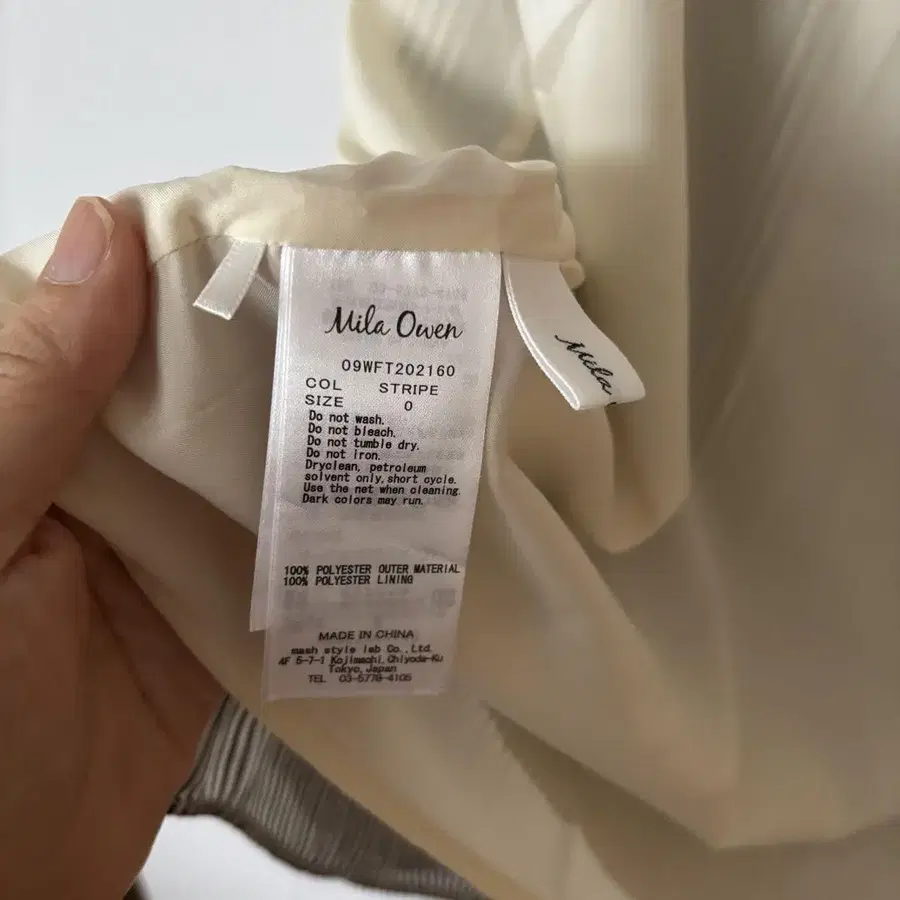 Mila Owen
09WFT202160
COL STRIPE
SIZE 0
Do not wash.
Do not bleach.
Do not tumble dry.
Do not iron.
Dryclean, petroleum
solvent only, short cycle.
Use the net when cleaning.
Dark colors may run.
100% POLYESTER OUTER MATERIAL
100% POLYESTER LINING
MADE IN CHINA
mash style lab Co., Ltd.
4F 5-7-1 Kojimachi, Chiyoda-Ku
Tokyo, Japan
TEL 03-5778-4105
Mila